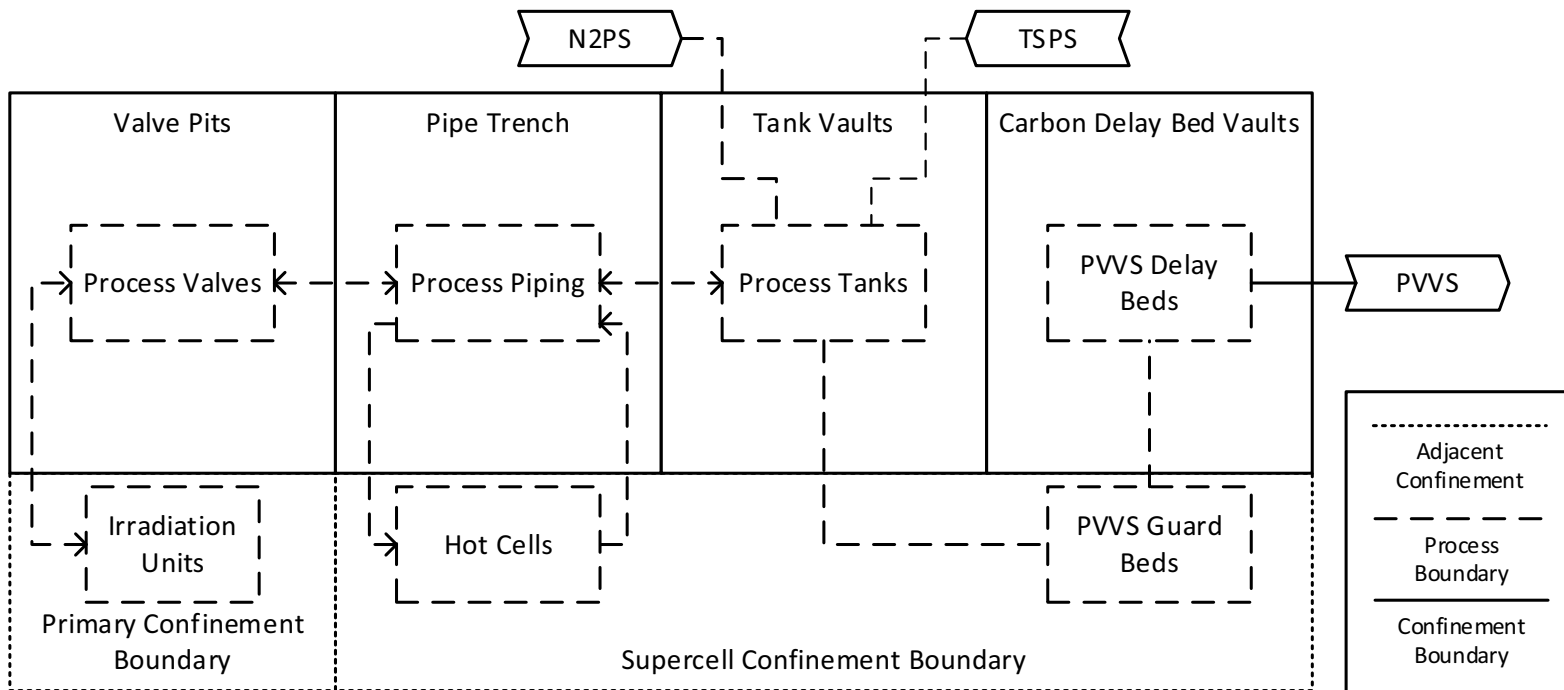 N2PS
TSPS
Valve Pits
Pipe Trench
Tank Vaults
Carbon Delay Bed Vaults
Process Valves
Process Piping
Process Tanks
PVVS Delay
Beds
PVVS
Irradiation
Units
Hot Cells
PVVS Guard
Beds
Primary Confinement
Boundary
Supercell Confinement Boundary
Adjacent
Confinement
Process
Boundary
Confinement
Boundary